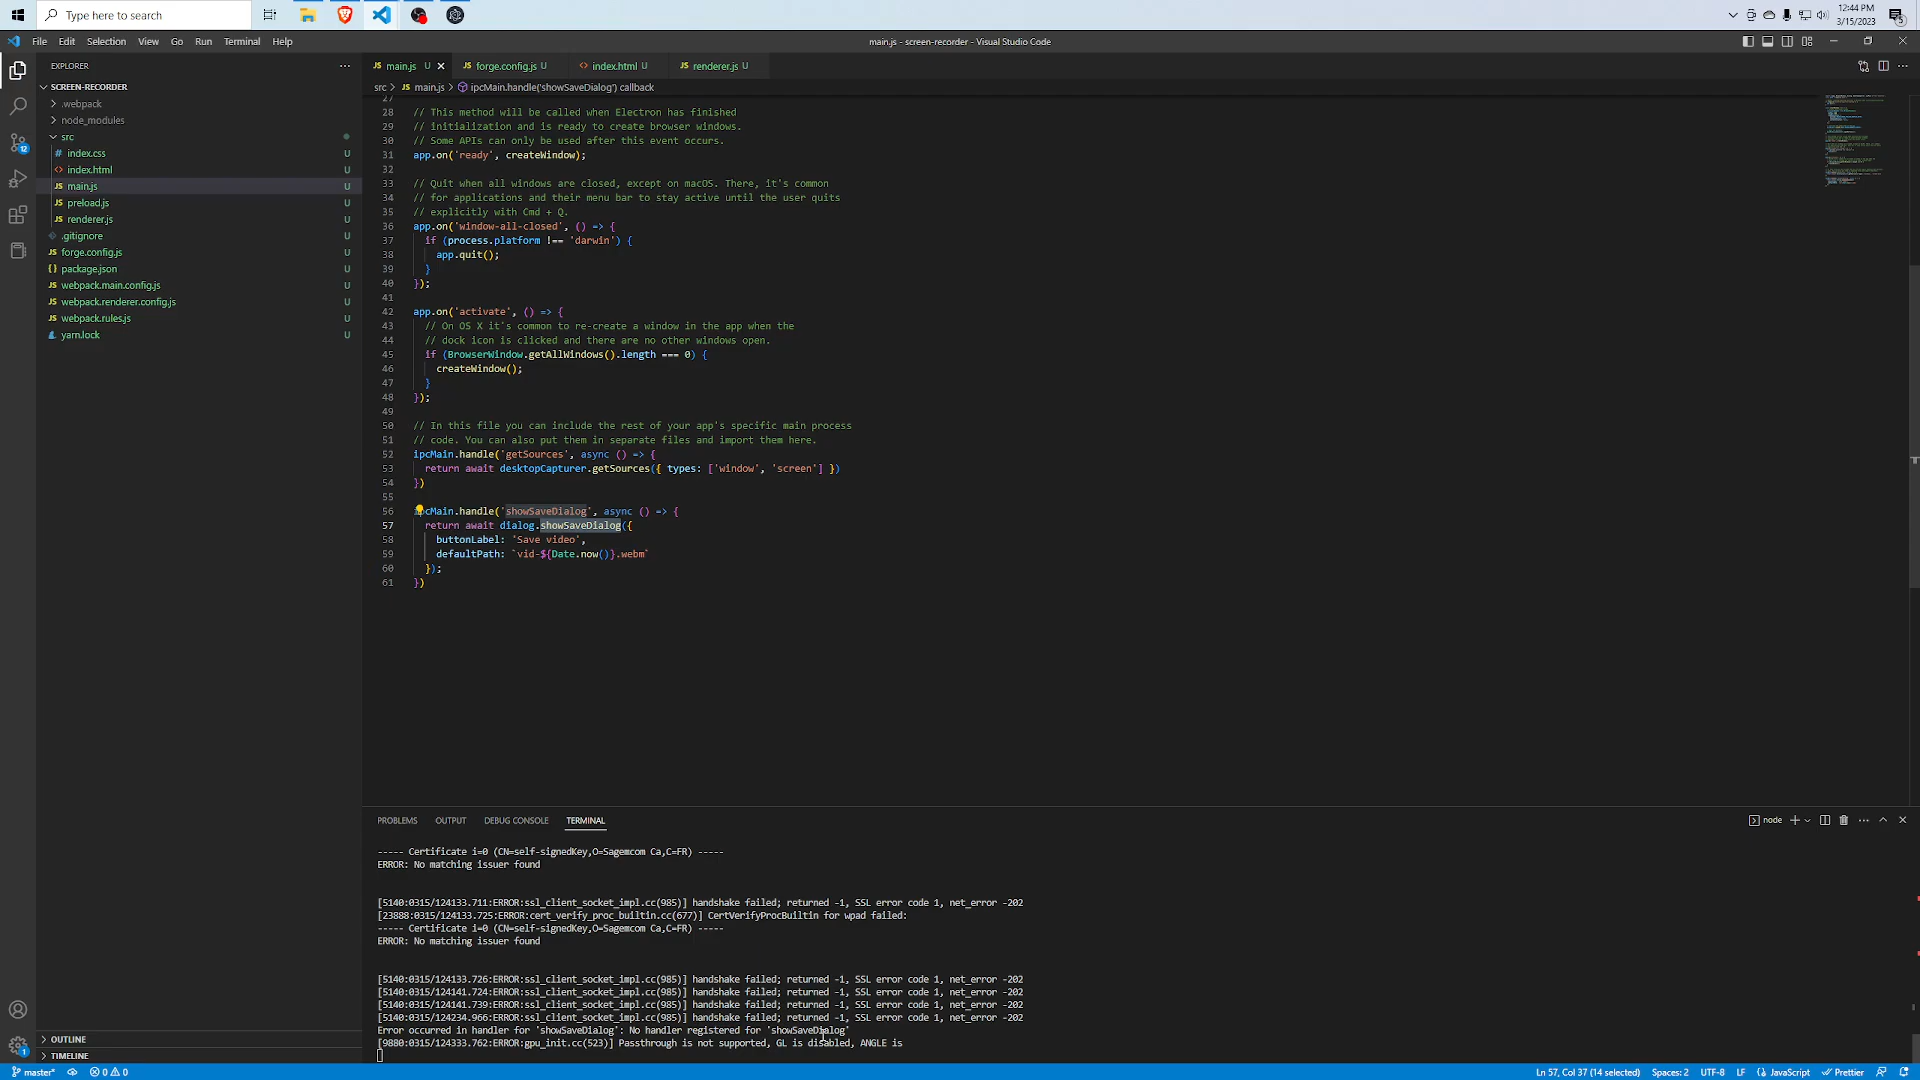 Type here to search
12:44 PM
3/15/2023
5
File Edit Selection View Go Run Terminal Help
main.js - screen-recorder - Visual Studio Code
EXPLORER
SCREEN-RECORDER
.webpack
node_modules
src
# index.css U
<> index.html U
JS main.js U
JS preload.js U
JS renderer.js U
.gitignore U
JS forge.config.js U
{} package.json U
JS webpack.main.config.js U
JS webpack.renderer.config.js U
JS webpack.rules.js U
yarn.lock U
OUTLINE
TIMELINE
12
1
JS main.js U
JS forge.config.js U
<> index.html U
JS renderer.js U
src > JS main.js > ipcMain.handle('showSaveDialog') callback
27
28 // This method will be called when Electron has finished
29 // initialization and is ready to create browser windows.
30 // Some APIs can only be used after this event occurs.
31 app.on('ready', createWindow);
32
33 // Quit when all windows are closed, except on macOS. There, it's common
34 // for applications and their menu bar to stay active until the user quits
35 // explicitly with Cmd + Q.
36 app.on('window-all-closed', () => {
37 if (process.platform !== 'darwin') {
38 app.quit();
39 }
40 });
41
42 app.on('activate', () => {
43 // On OS X it's common to re-create a window in the app when the
44 // dock icon is clicked and there are no other windows open.
45 if (BrowserWindow.getAllWindows().length === 0) {
46 createWindow();
47 }
48 });
49
50 // In this file you can include the rest of your app's specific main process
51 // code. You can also put them in separate files and import them here.
52 ipcMain.handle('getSources', async () => {
53 return await desktopCapturer.getSources({ types: ['window', 'screen'] })
54 })
55
56 ipcMain.handle('showSaveDialog', async () => {
57 return await dialog.showSaveDialog({
58 buttonLabel: 'Save video',
59 defaultPath: `vid-${Date.now()}.webm`
60 });
61 })
PROBLEMS OUTPUT DEBUG CONSOLE TERMINAL
node
----- Certificate i=0 (CN=self-signedKey,O=Sagemcom Ca,C=FR) -----
ERROR: No matching issuer found
[5140:0315/124133.711:ERROR:ssl_client_socket_impl.cc(985)] handshake failed; returned -1, SSL error code 1, net_error -202
[23888:0315/124133.725:ERROR:cert_verify_proc_builtin.cc(677)] CertVerifyProcBuiltin for wpad failed:
----- Certificate i=0 (CN=self-signedKey,O=Sagemcom Ca,C=FR) -----
ERROR: No matching issuer found
[5140:0315/124133.726:ERROR:ssl_client_socket_impl.cc(985)] handshake failed; returned -1, SSL error code 1, net_error -202
[5140:0315/124141.724:ERROR:ssl_client_socket_impl.cc(985)] handshake failed; returned -1, SSL error code 1, net_error -202
[5140:0315/124141.739:ERROR:ssl_client_socket_impl.cc(985)] handshake failed; returned -1, SSL error code 1, net_error -202
[5140:0315/124234.966:ERROR:ssl_client_socket_impl.cc(985)] handshake failed; returned -1, SSL error code 1, net_error -202
Error occurred in handler for 'showSaveDialog': No handler registered for 'showSaveDialog'
[9880:0315/124333.762:ERROR:gpu_init.cc(523)] Passthrough is not supported, GL is disabled, ANGLE is
master* 0 0
Ln 57, Col 37 (14 selected) Spaces: 2 UTF-8 LF JavaScript Prettier